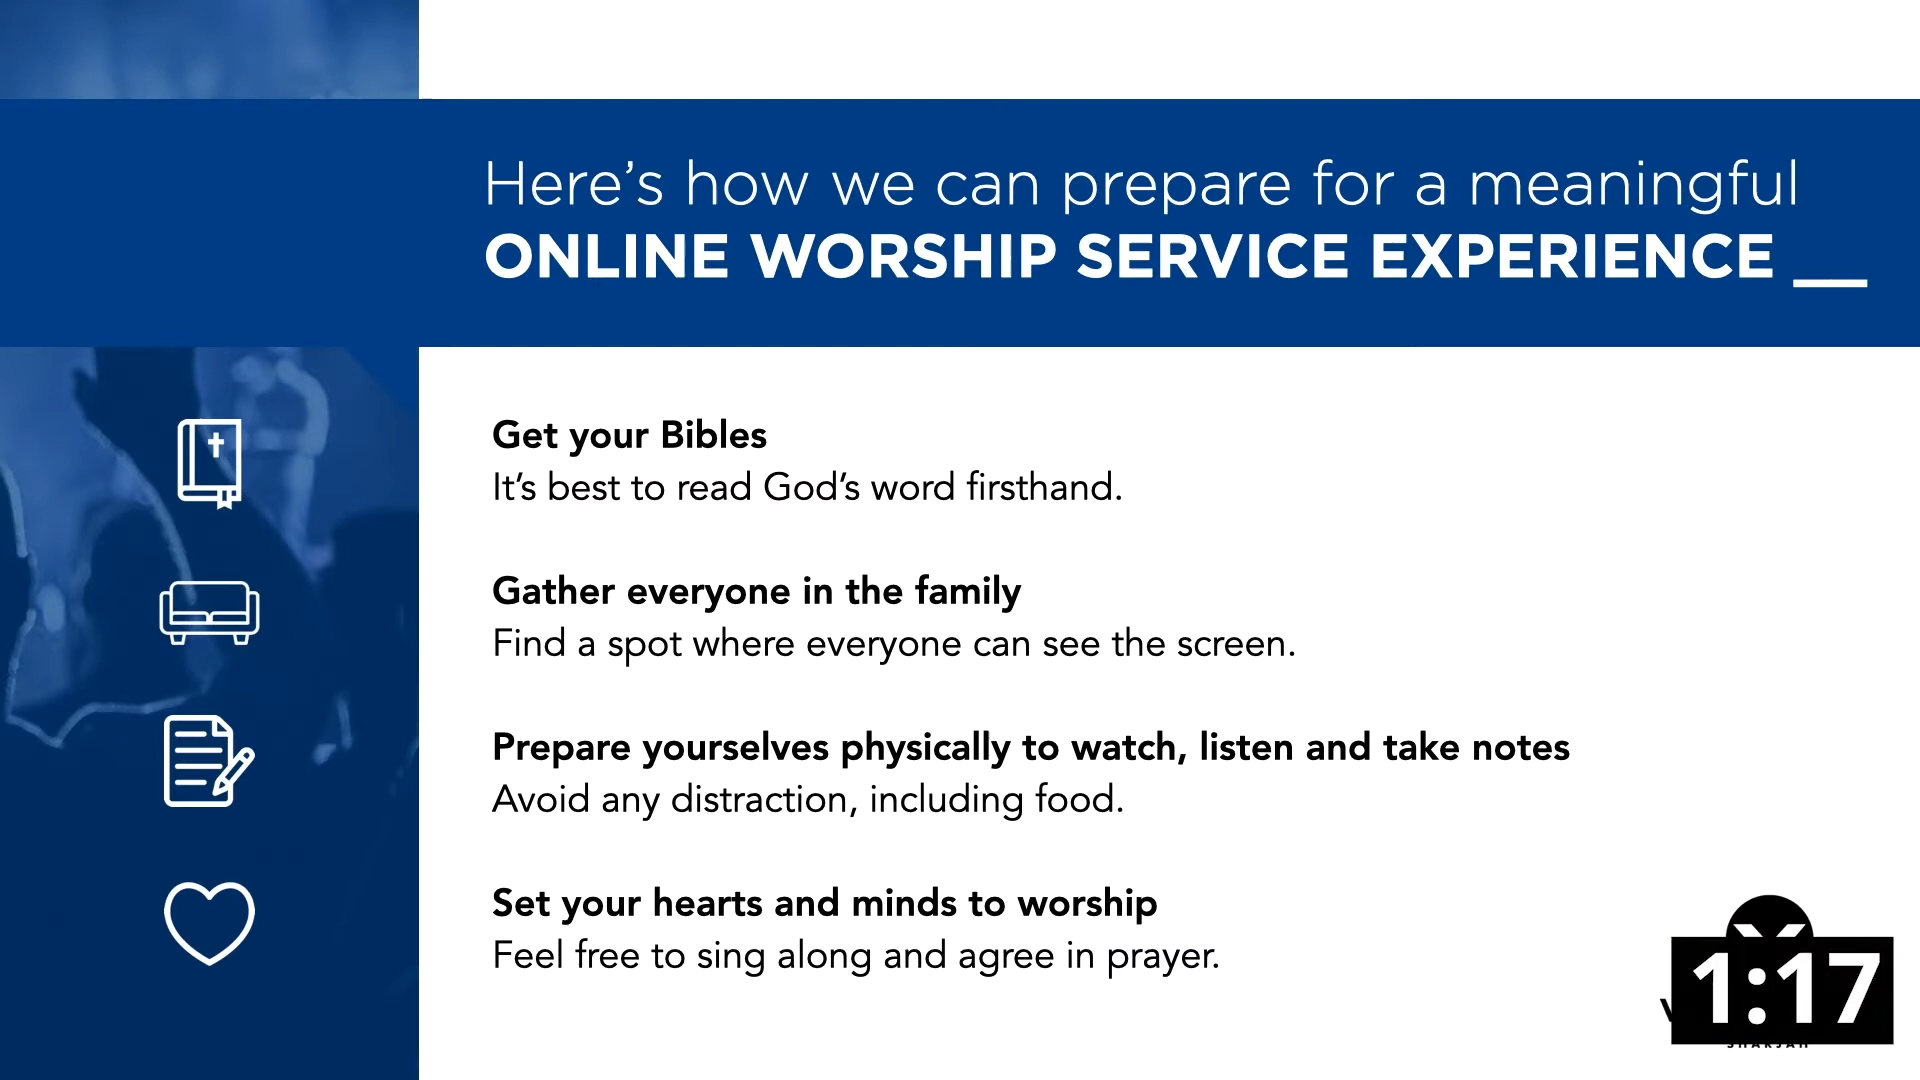 Here’s how we can prepare for a meaningful
ONLINE WORSHIP SERVICE EXPERIENCE __
Get your Bibles
It’s best to read God’s word firsthand.
Gather everyone in the family
Find a spot where everyone can see the screen.
Prepare yourselves physically to watch, listen and take notes
Avoid any distraction, including food.
Set your hearts and minds to worship
Feel free to sing along and agree in prayer.
1:17